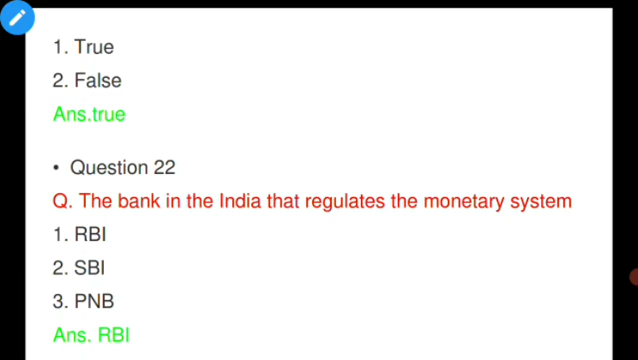 1. True
2. False
Ans.true
• Question 22
Q. The bank in the India that regulates the monetary system
1. RBI
2. SBI
3. PNB
Ans. RBI